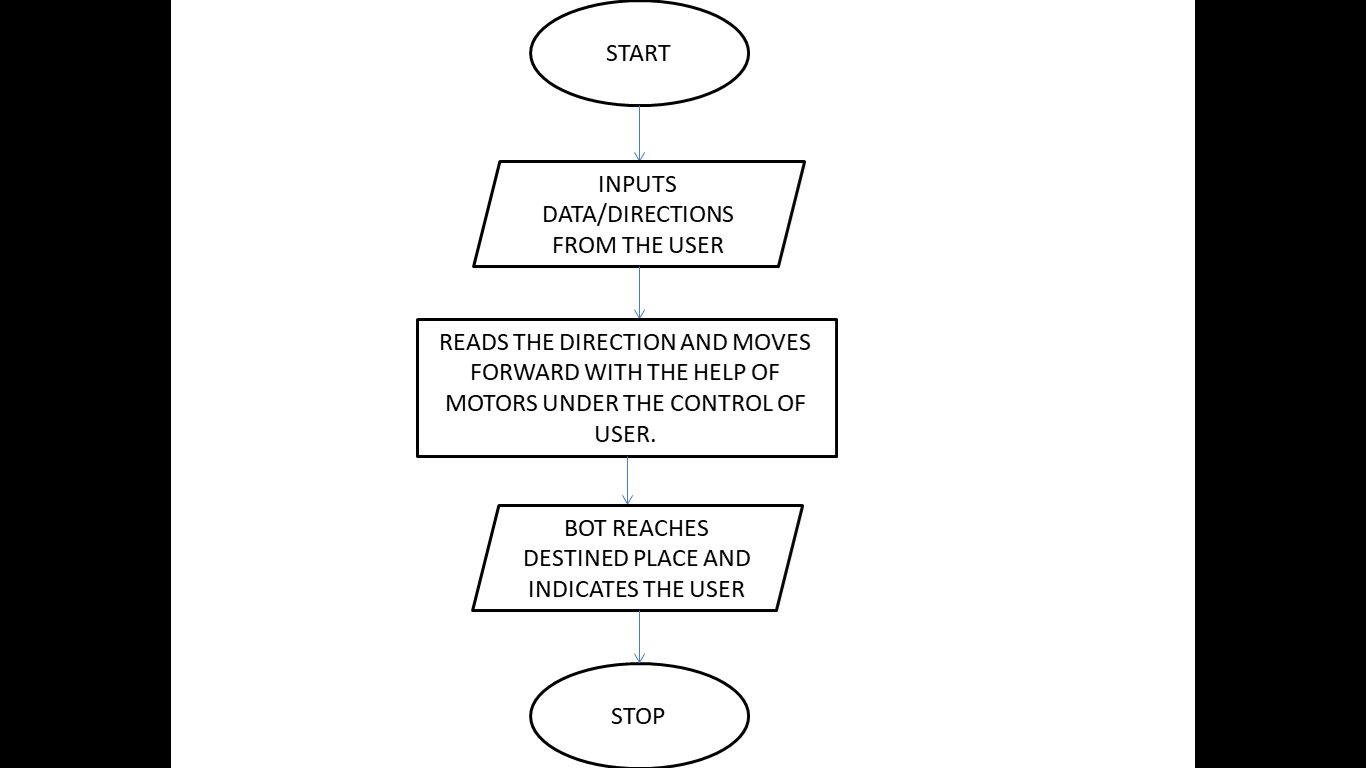 START
INPUTS
DATA/DIRECTIONS
FROM THE USER
READS THE DIRECTION AND MOVES
FORWARD WITH THE HELP OF
MOTORS UNDER THE CONTROL OF
USER.
BOT REACHES
DESTINED PLACE AND
INDICATES THE USER
STOP